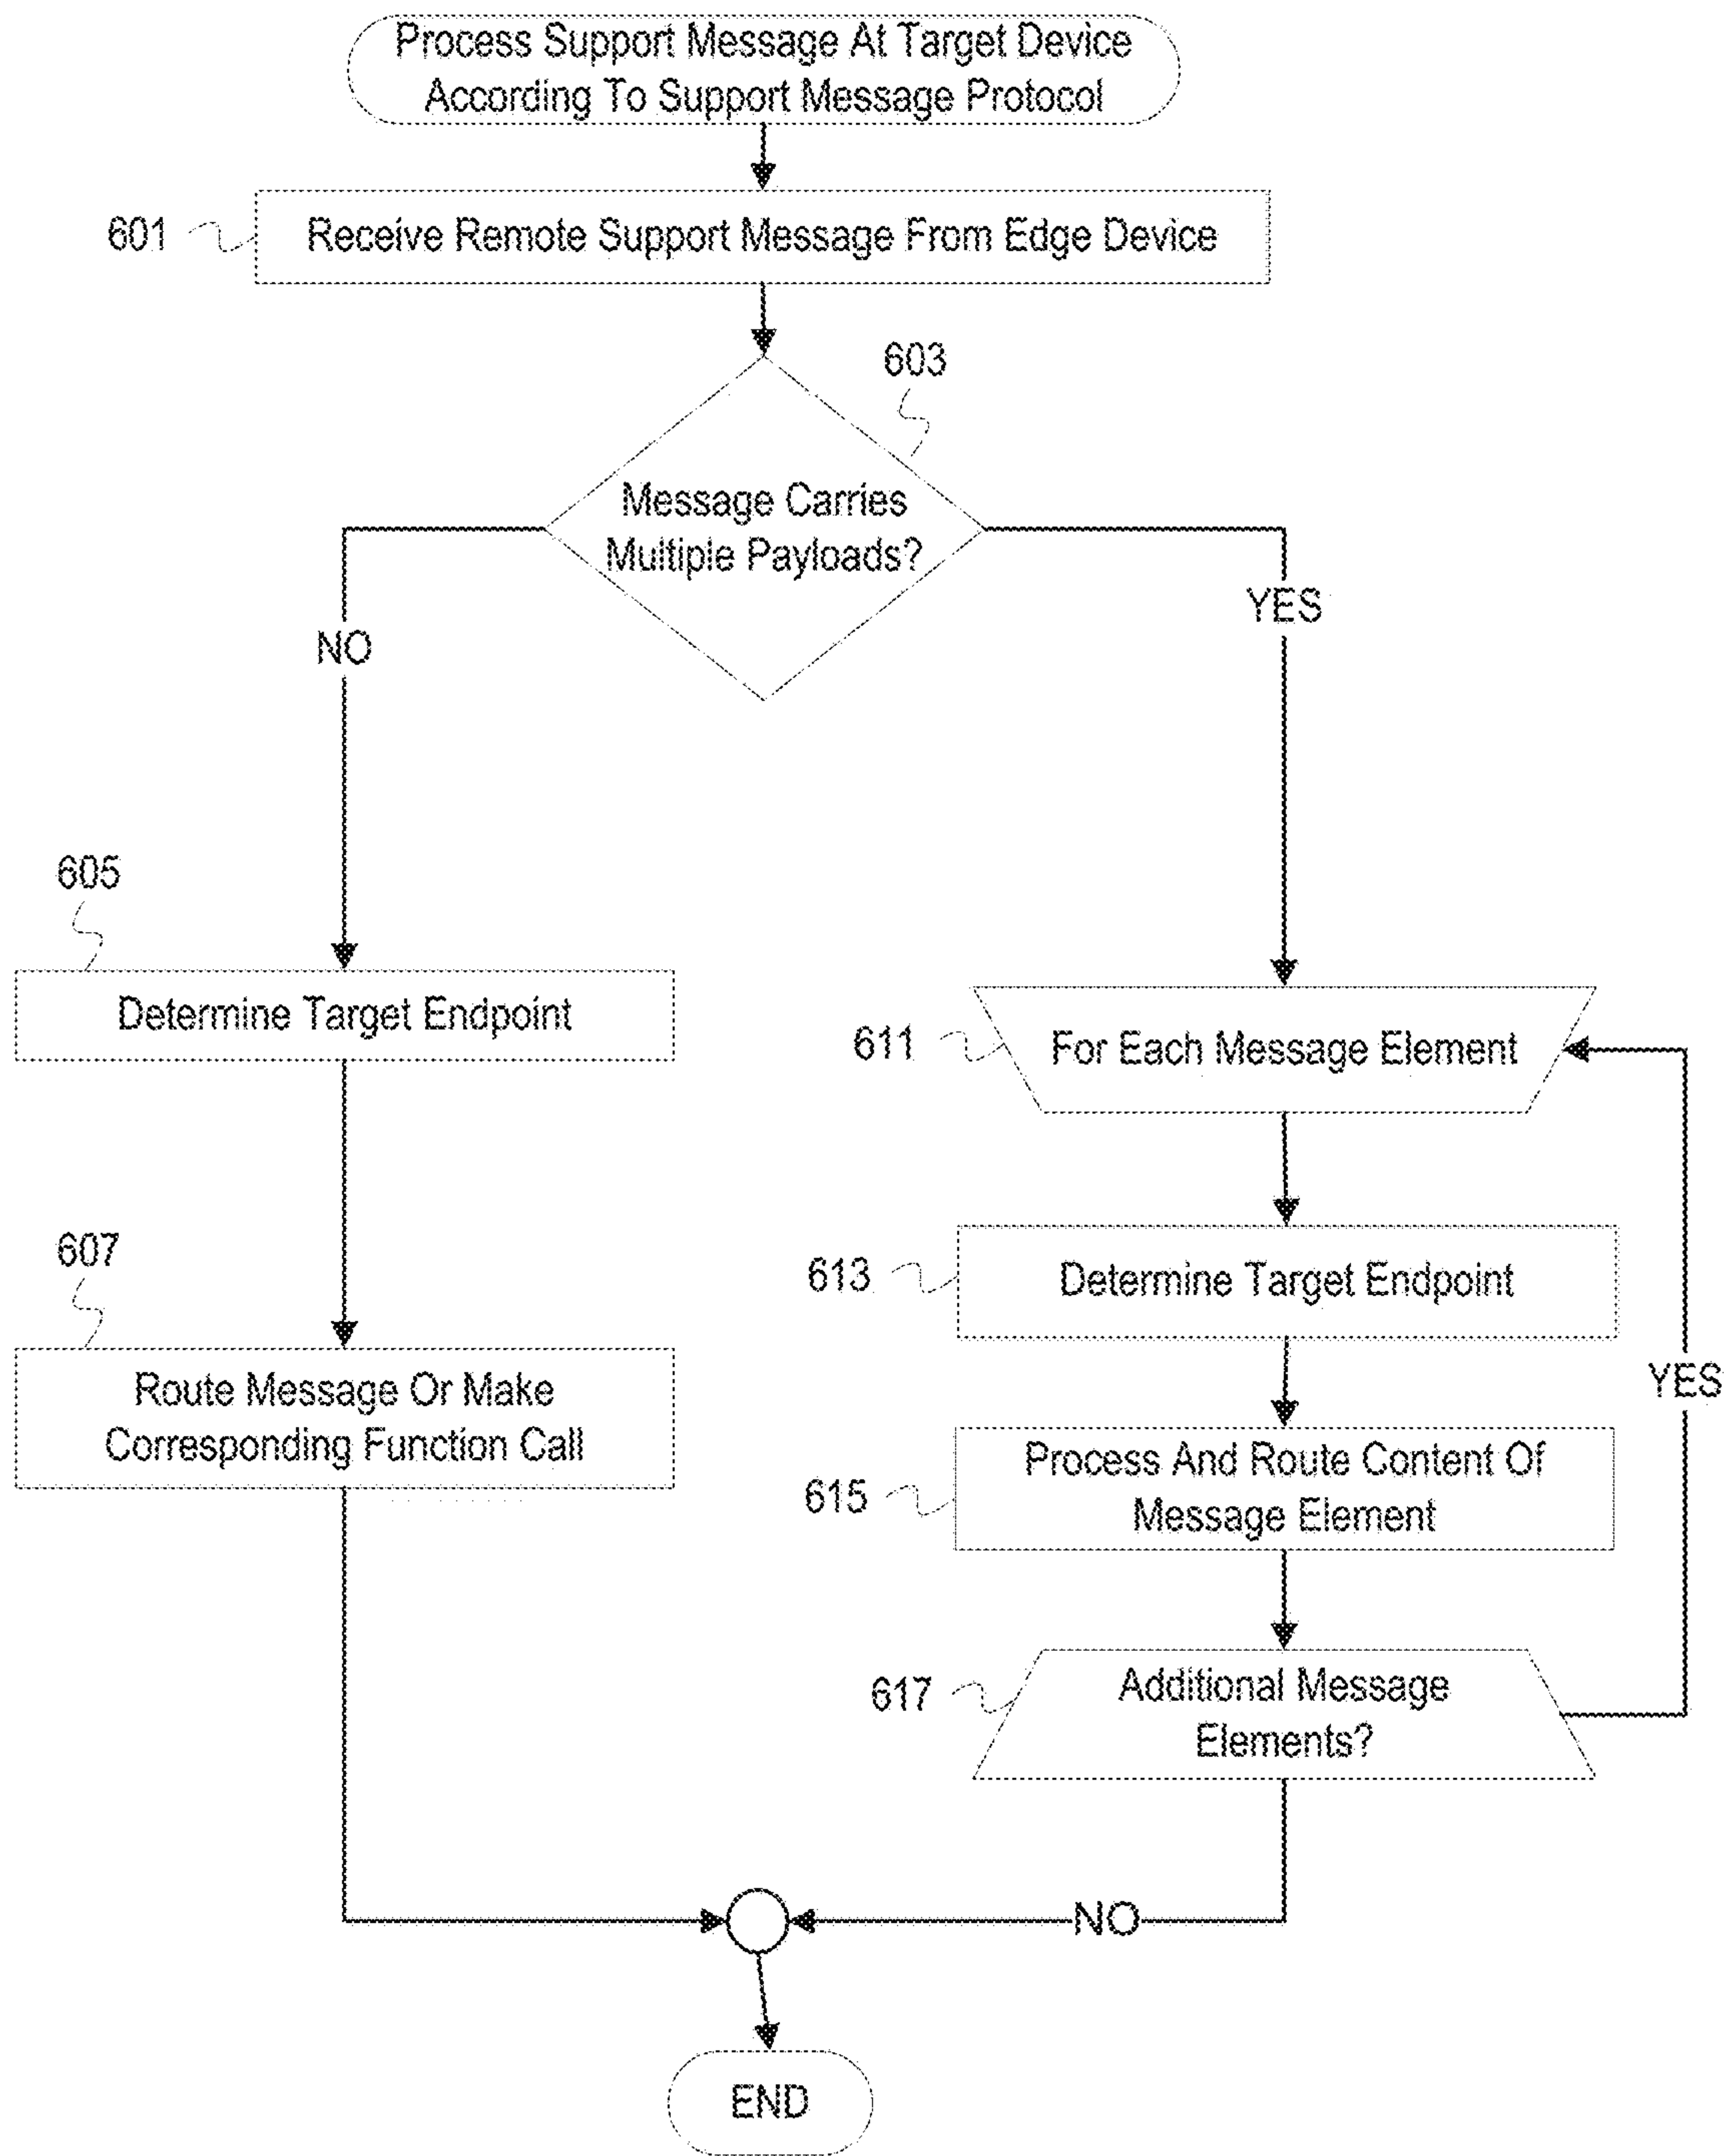 Process Support Message At Target Device
According To Support Message Protocol
601
Receive Remote Support Message From Edge Device
603
Message Carries
Multiple Payloads?
NO
YES
605
Determine Target Endpoint
611
For Each Message Element
607
Route Message Or Make
Corresponding Function Call
613
Determine Target Endpoint
YES
615
Process And Route Content Of
Message Element
617
Additional Message
Elements?
NO
END